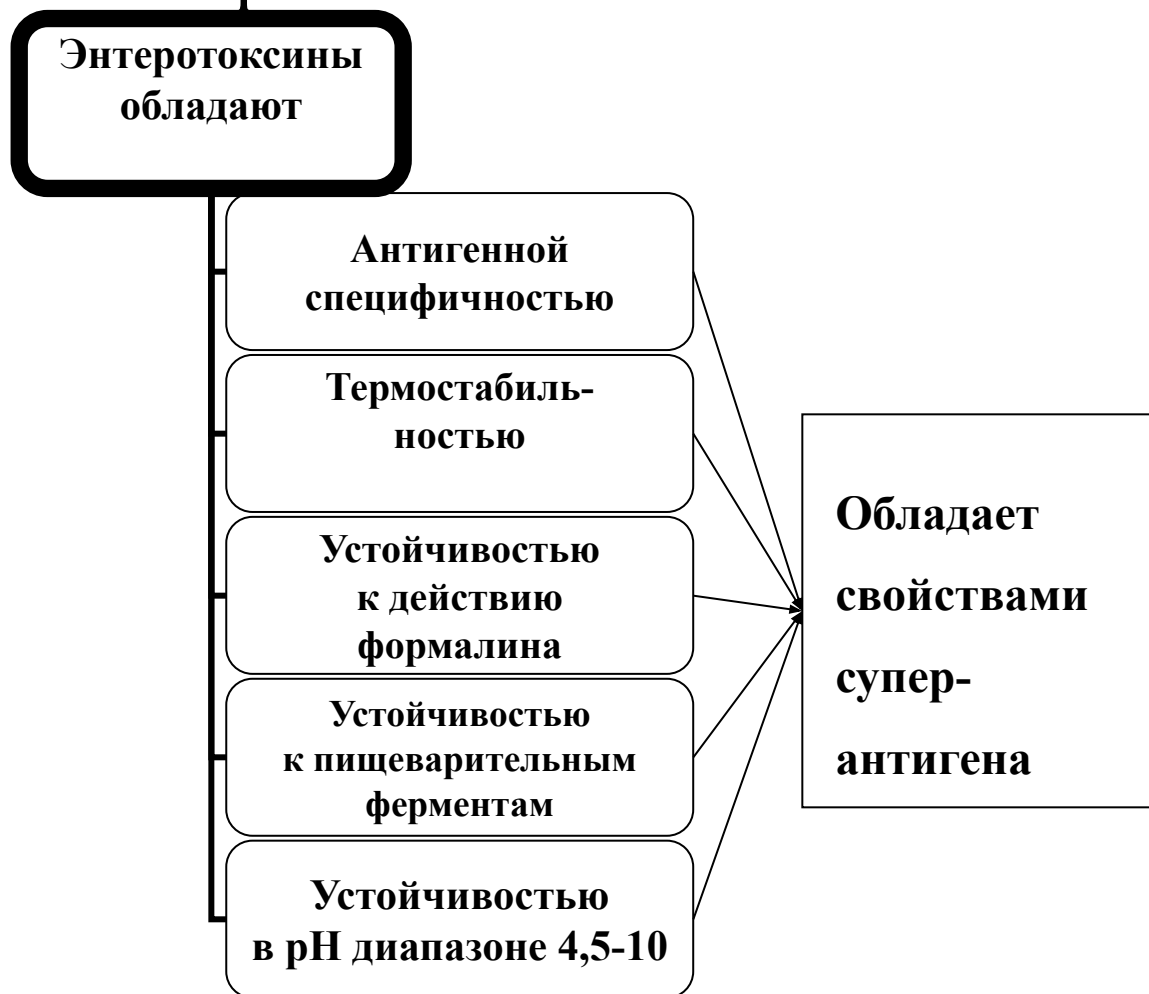 Энтеротоксины
обладают
Антигенной
специфичностью
Термостабиль-
ностью
Устойчивостью
к действию
формалина
Устойчивостью
к пищеварительным
ферментам
Устойчивостью
в рН диапазоне 4,5-10
Обладает
свойствами
супер-
антигена